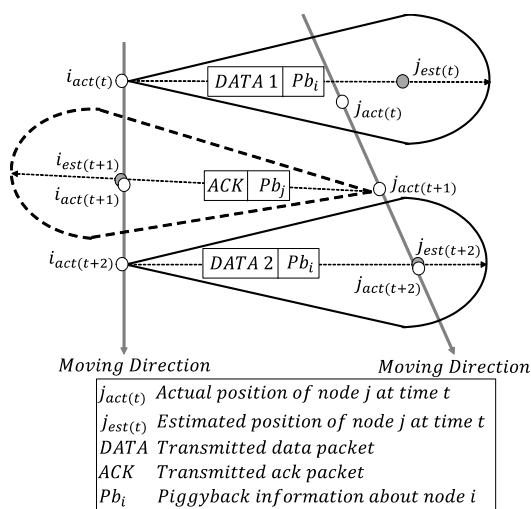 i_act(t) DATA 1 Pb_i j_est(t)
j_act(t)
i_est(t+1)
i_act(t+1) ACK Pb_j j_act(t+1)
i_act(t+2) DATA 2 Pb_i j_est(t+2)
j_act(t+2)
Moving Direction Moving Direction
j_act(t) Actual position of node j at time t
j_est(t) Estimated position of node j at time t
DATA Transmitted data packet
ACK Transmitted ack packet
Pb_i Piggyback information about node i